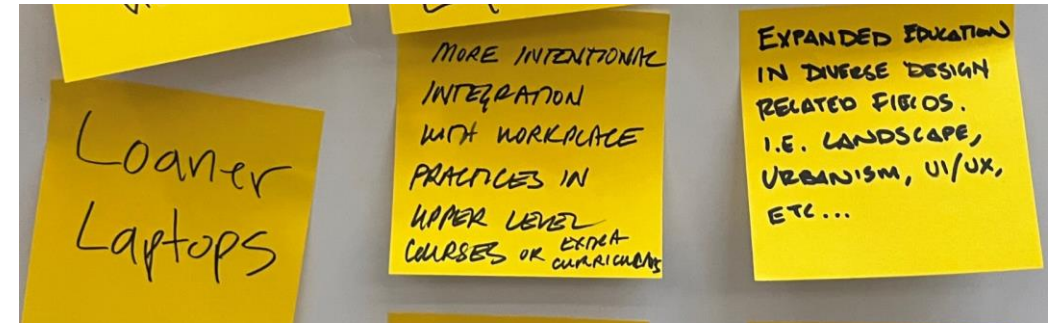 Loaner
Laptops
MORE INTENTIONAL
INTEGRATION
WITH WORKPLACE
PRACTICES IN
UPPER LEVEL
COURSES OR EXTRA
CURRICULARS
EXPANDED EDUCATION
IN DIVERSE DESIGN
RELATED FIELDS.
I.E. LANDSCAPE,
URBANISM, UI/UX,
ETC...